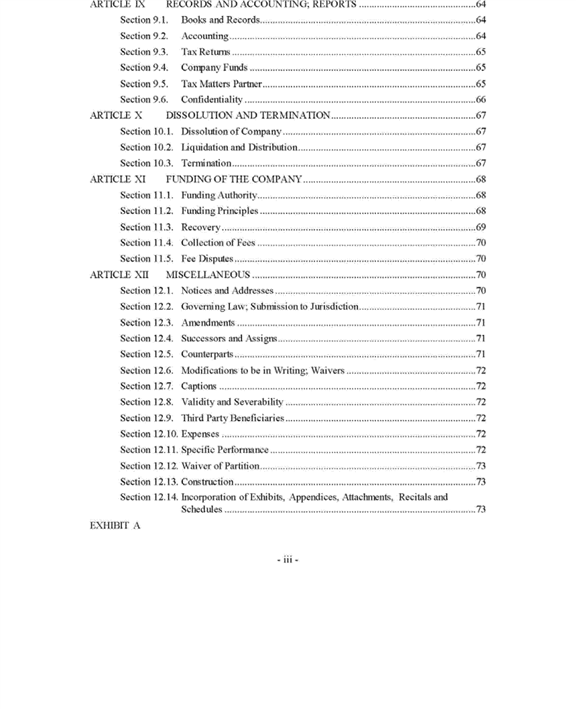 ARTICLE IX RECORDS AND ACCOUNTING; REPORTS ....64
Section 9.1. Books and Records....64
Section 9.2. Accounting....64
Section 9.3. Tax Returns ....65
Section 9.4. Company Funds ....65
Section 9.5. Tax Matters Partner....65
Section 9.6. Confidentiality ....66
ARTICLE X DISSOLUTION AND TERMINATION....67
Section 10.1. Dissolution of Company....67
Section 10.2. Liquidation and Distribution....67
Section 10.3. Termination....67
ARTICLE XI FUNDING OF THE COMPANY....68
Section 11.1. Funding Authority....68
Section 11.2. Funding Principles....68
Section 11.3. Recovery....69
Section 11.4. Collection of Fees ....70
Section 11.5. Fee Disputes....70
ARTICLE XII MISCELLANEOUS ....70
Section 12.1. Notices and Addresses....70
Section 12.2. Governing Law; Submission to Jurisdiction....71
Section 12.3. Amendments ....71
Section 12.4. Successors and Assigns....71
Section 12.5. Counterparts....71
Section 12.6. Modifications to be in Writing; Waivers ....72
Section 12.7. Captions ....72
Section 12.8. Validity and Severability ....72
Section 12.9. Third Party Beneficiaries....72
Section 12.10. Expenses ....72
Section 12.11. Specific Performance....72
Section 12.12. Waiver of Partition....73
Section 12.13. Construction....73
Section 12.14. Incorporation of Exhibits, Appendices, Attachments, Recitals and
Schedules ....73
EXHIBIT A
- iii -